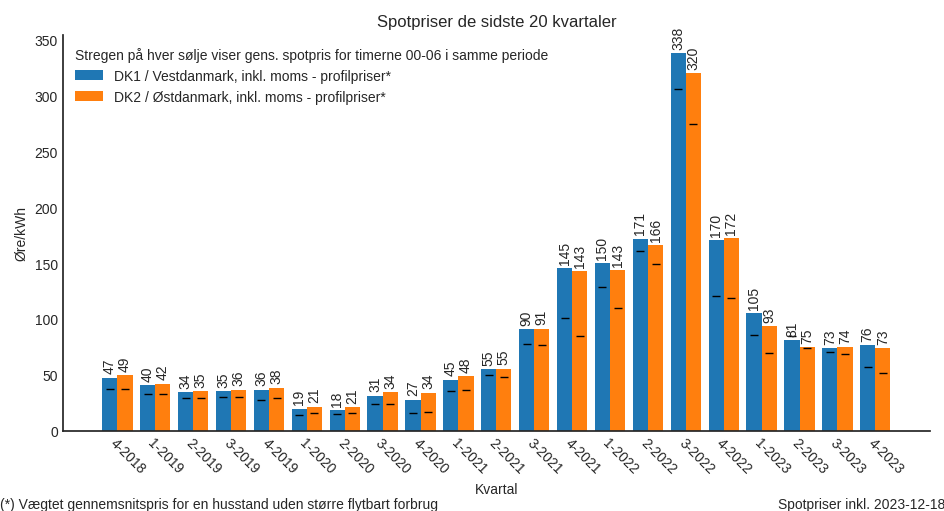 Spotpriser de sidste 20 kvartaler
Stregen på hver søjle viser gens. spotpris for timerne 00-06 i samme periode
DK1 / Vestdanmark, inkl. moms - profilpriser*
DK2 / Østdanmark, inkl. moms - profilpriser*
Øre/kWh
350
300
250
200
150
100
50
0
47 49 40 42 34 35 35 36 36 38 19 21 18 21 31 34 27 34 45 48 55 55 90 91 145 143 150 143 171 166 338 320 170 172 105 93 81 75 73 74 76 73
4-2018 1-2019 2-2019 3-2019 4-2019 1-2020 2-2020 3-2020 4-2020 1-2021 2-2021 3-2021 4-2021 1-2022 2-2022 3-2022 4-2022 1-2023 2-2023 3-2023 4-2023
Kvartal
(*) Vægtet gennemsnitspris for en husstand uden større flytbart forbrug
Spotpriser inkl. 2023-12-18